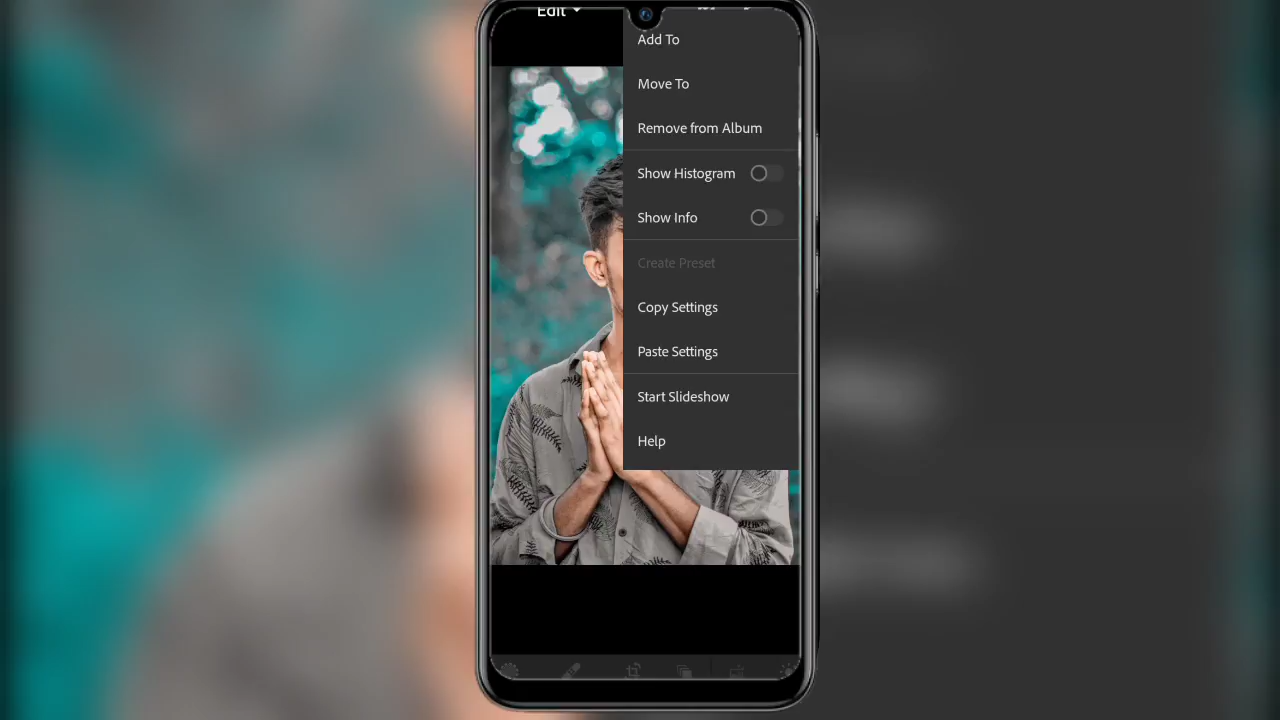 Edit
Add To
Move To
Remove from Album
Show Histogram
Show Info
Create Preset
Copy Settings
Paste Settings
Start Slideshow
Help